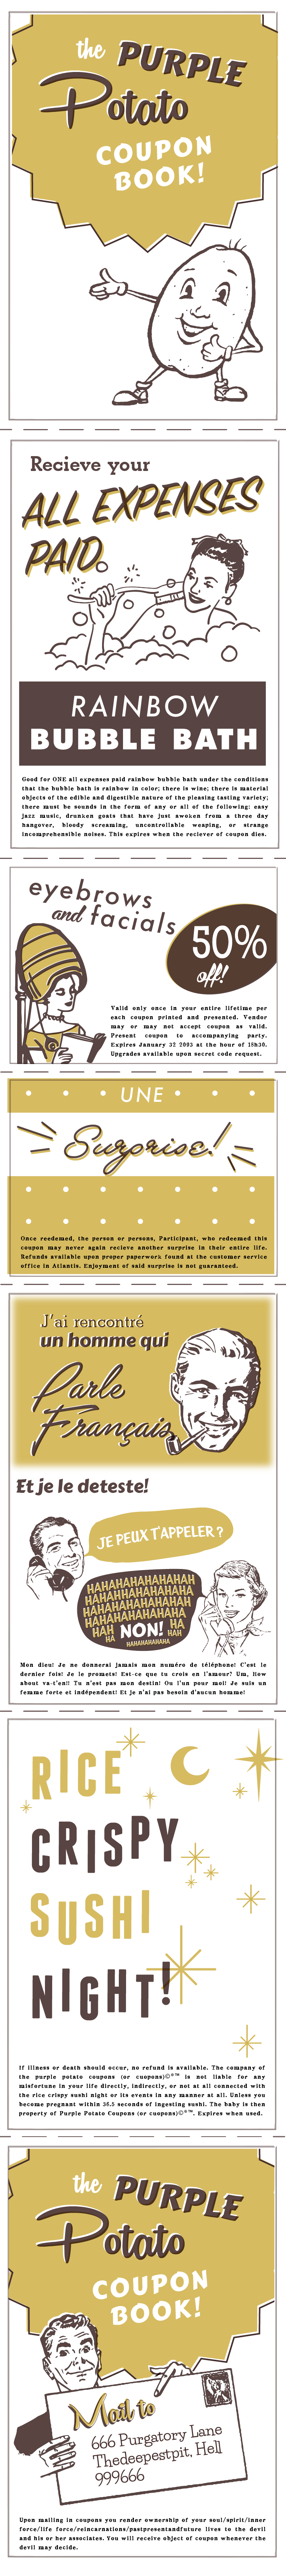 the PURPLE
Potato
COUPON
BOOK!
Recieve your
ALL EXPENSES
PAID
RAINBOW
BUBBLE BATH
Good for ONE all expenses paid rainbow bubble bath under the conditions
that the bubble bath is rainbow in color; there is wine; there is material
objects of the edible and digestible nature of the pleasing tasting variety;
there must be sounds in the form of any or all of the following: easy
jazz music, drunken goats that have just awoken from a three day
hangover, bloody screaming, uncontrollable weaping, or strange
incomprehensible noises. This expires when the reciever of coupon dies.
eyebrows
and facials
50%
off!
Valid only once in your entire lifetime per
each coupon printed and presented. Vendor
may or may not accept coupon as valid.
Present coupon to accompanying party.
Expires January 32 2003 at the hour of 18h30.
Upgrades available upon secret code request.
UNE
Surprise!
Once redeemed, the person or persons, Participant, who redeemed this
coupon may never again recieve another surprise in their entire life.
Refunds available upon proper paperwork found at the customer service
office in Atlantis. Enjoyment of said surprise is not guaranteed.
J'ai rencontré
un homme qui
Parle
Français
Et je le deteste!
JE PEUX T'APPELER?
HAHAHAHAHAHAHA
HAHAHAHAHAHAHA
HAHAHAHAHAHAHA
HAHAHAHAHAHAHA
HAH NON! HA
HA HAH
HAHAHAHAHA
Mon dieu! Je ne donnerai jamais mon numéro de téléphone! C'est le
dernier fois! Je le promets! Est-ce que tu crois en l'amour? Um, How
about va-t'en!! Tu n'est pas mon destin! Ou l'un pour moi! Je suis un
femme forte et indépendent! Et je n'ai pas besoin d'aucun homme!
RICE
CRISPY
SUSHI
NIGHT!
If illness or death should occur, no refund is available. The company of
the purple potato coupons (or cuopons)©®™ is not liable for any
misfortune in your life directly, indirectly, or not at all connected with
the rice crispy sushi night or its events in any manner at all. Unless you
become pregnant within 36.5 seconds of ingesting sushi. The baby is then
property of Purple Potato Coupons (or cuopons)©®™. Expires when used.
the PURPLE
Potato
COUPON
BOOK!
Mail to
666 Purgatory Lane
Thedeepestpit, Hell
999666
Upon mailing in coupons you render ownership of your soul/spirit/inner
force/life force/reincarnations/pastpresentandfuture lives to the devil
and his or her associates. You will receive object of coupon whenever the
devil may decide.